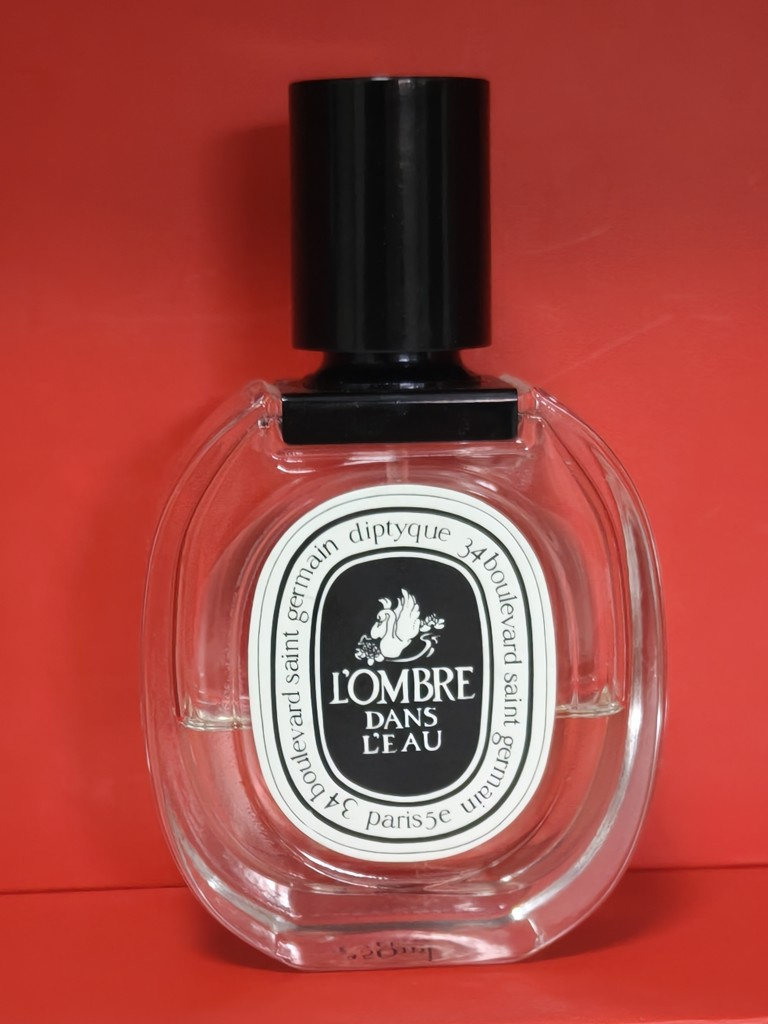 diptyque 34 boulevard saint germain paris 5e 34 boulevard saint germain
L'OMBRE
DANS
L'EAU